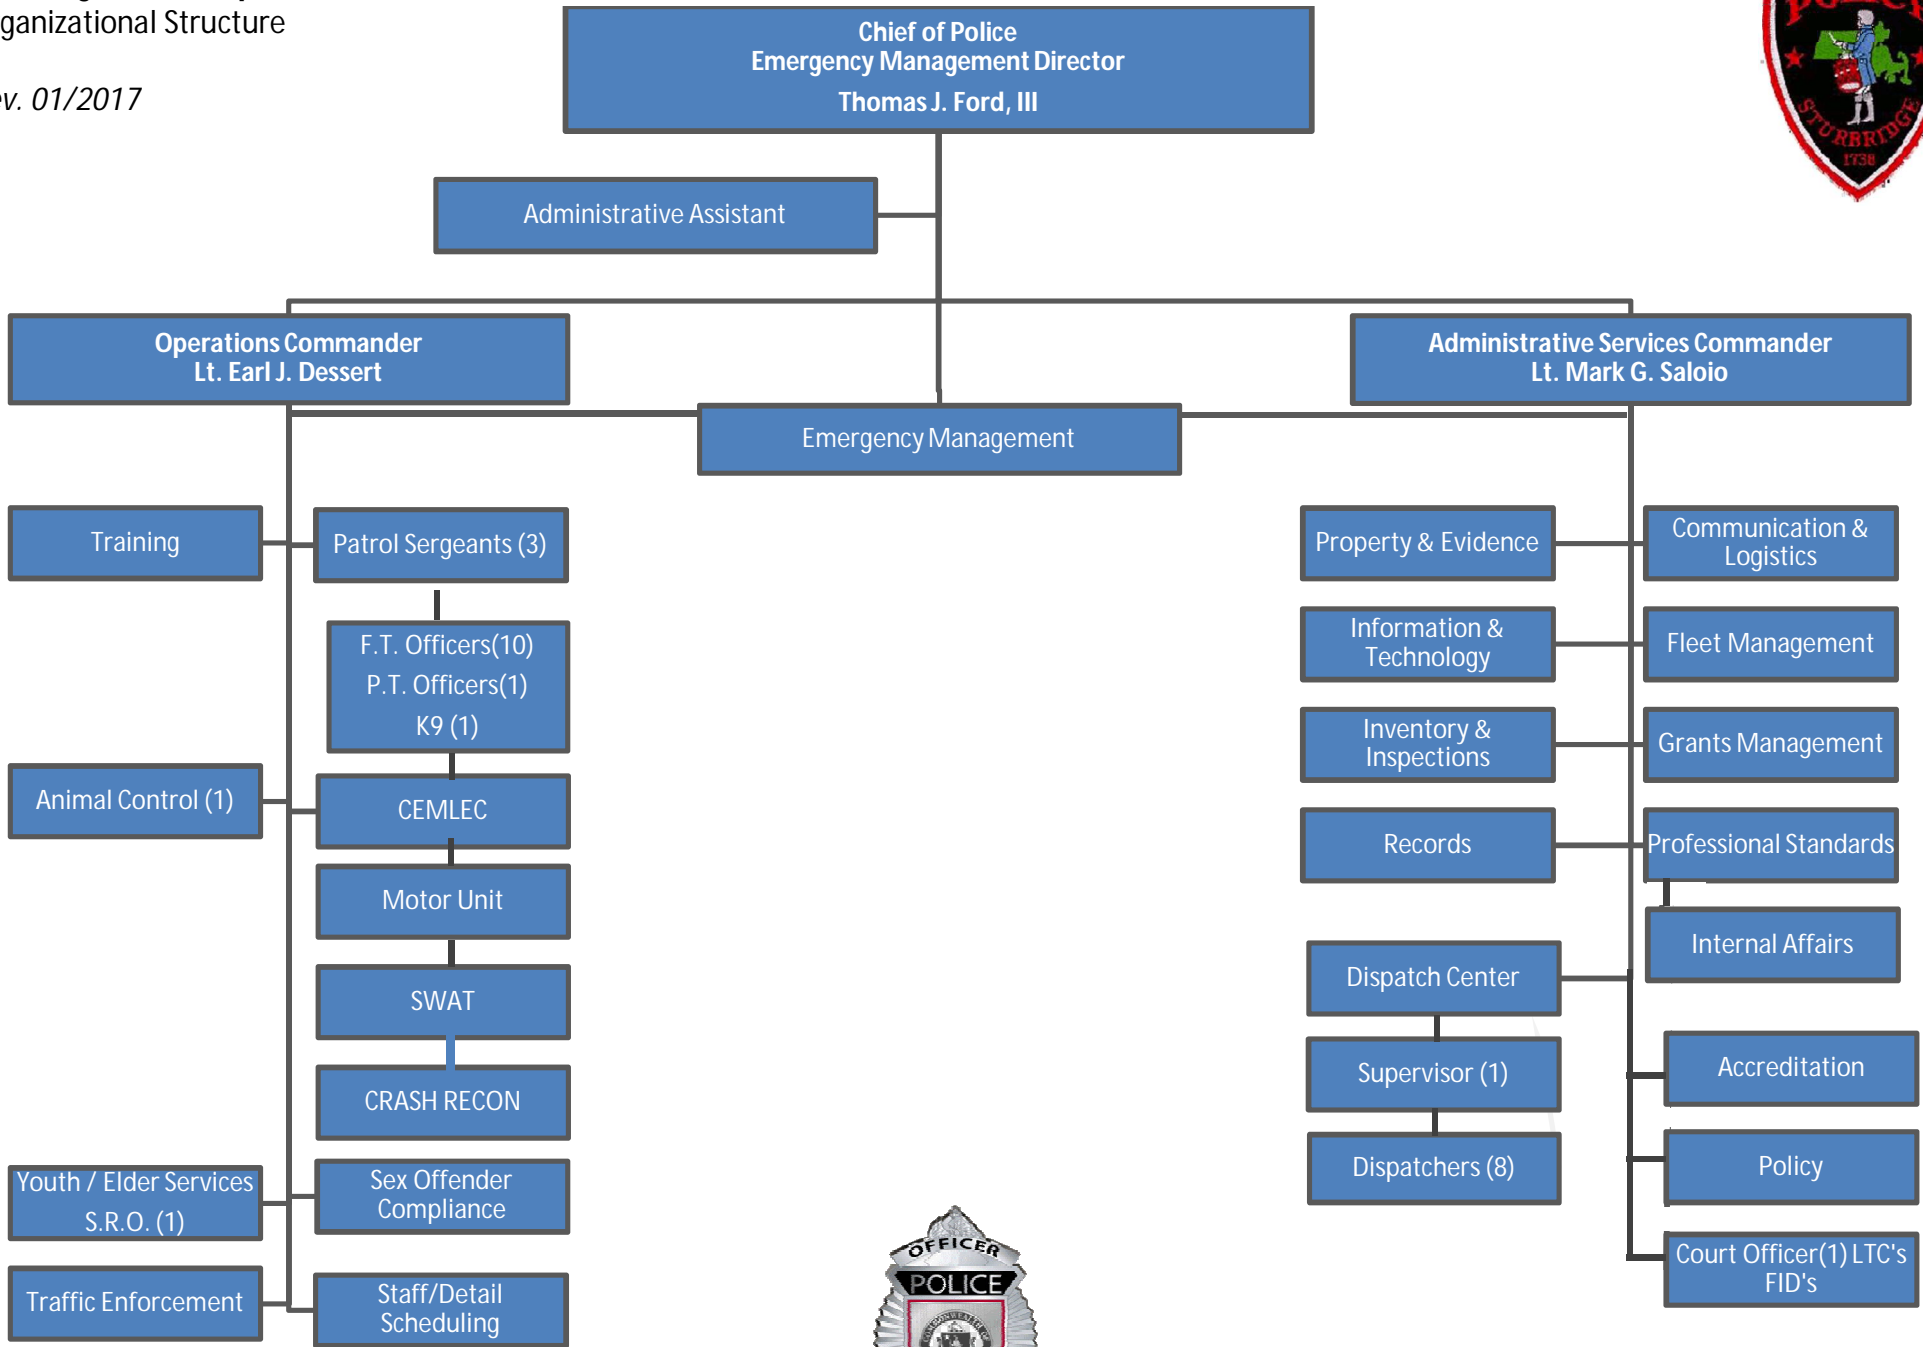 ganizational Structure
ev. 01/2017
Chief of Police
Emergency Management Director
Thomas J. Ford, III
POLICE
STURBRIDGE
1738
Administrative Assistant
Operations Commander
Lt. Earl J. Dessert
Administrative Services Commander
Lt. Mark G. Saloio
Emergency Management
Training
Patrol Sergeants (3)
F.T. Officers(10)
P.T. Officers(1)
K9 (1)
Animal Control (1)
CEMLEC
Motor Unit
SWAT
CRASH RECON
Youth / Elder Services
S.R.O. (1)
Sex Offender
Compliance
Traffic Enforcement
Staff/Detail
Scheduling
Property & Evidence
Communication &
Logistics
Information &
Technology
Fleet Management
Inventory &
Inspections
Grants Management
Records
Professional Standards
Internal Affairs
Dispatch Center
Supervisor (1)
Dispatchers (8)
Accreditation
Policy
Court Officer(1) LTC's
FID's
OFFICER
POLICE